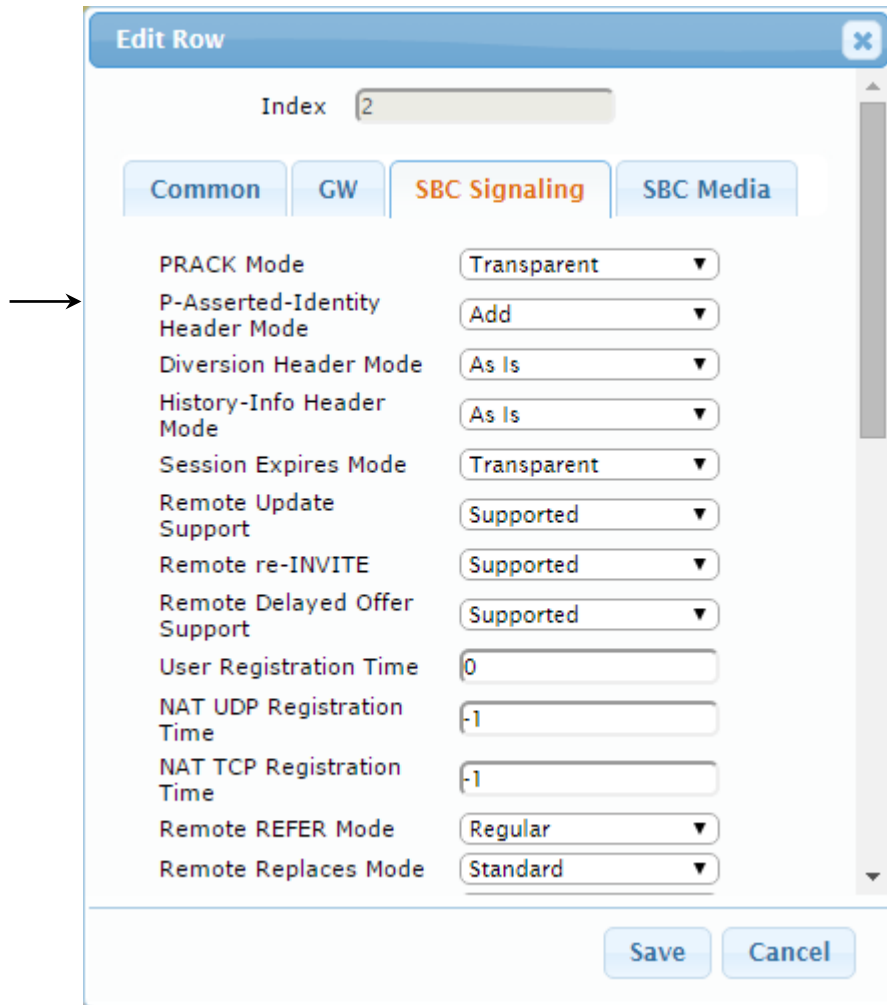 Edit Row
Index 2
Common GW SBC Signaling SBC Media
PRACK Mode Transparent
P-Asserted-Identity
Header Mode Add
Diversion Header Mode As Is
History-Info Header
Mode As Is
Session Expires Mode Transparent
Remote Update
Support Supported
Remote re-INVITE Supported
Remote Delayed Offer
Support Supported
User Registration Time 0
NAT UDP Registration
Time -1
NAT TCP Registration
Time -1
Remote REFER Mode Regular
Remote Replaces Mode Standard
Save Cancel